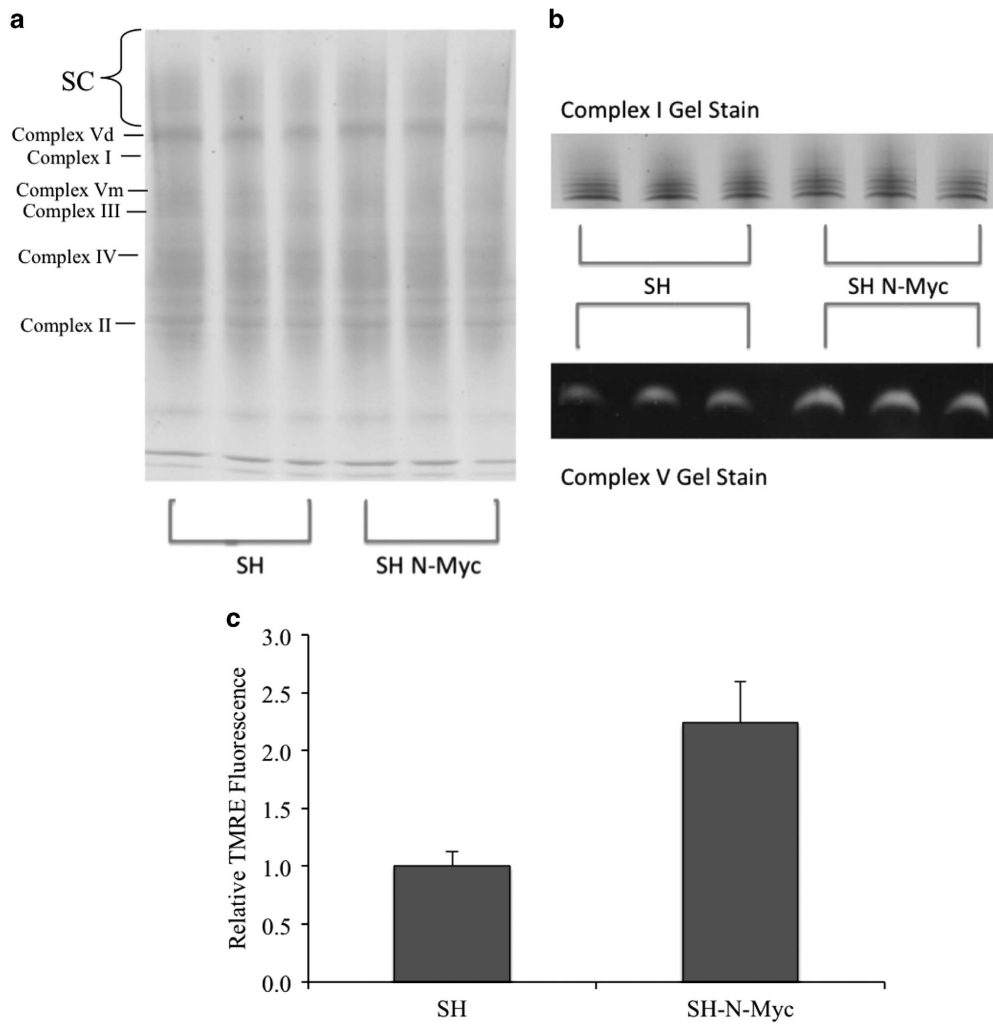 a
SC
Complex Vd
Complex I
Complex Vm
Complex III
Complex IV
Complex II
SH
SH N-Myc
b
Complex I Gel Stain
SH
SH N-Myc
Complex V Gel Stain
c
Relative TMRE Fluorescence
3.0
2.5
2.0
1.5
1.0
0.5
0.0
SH
SH-N-Myc